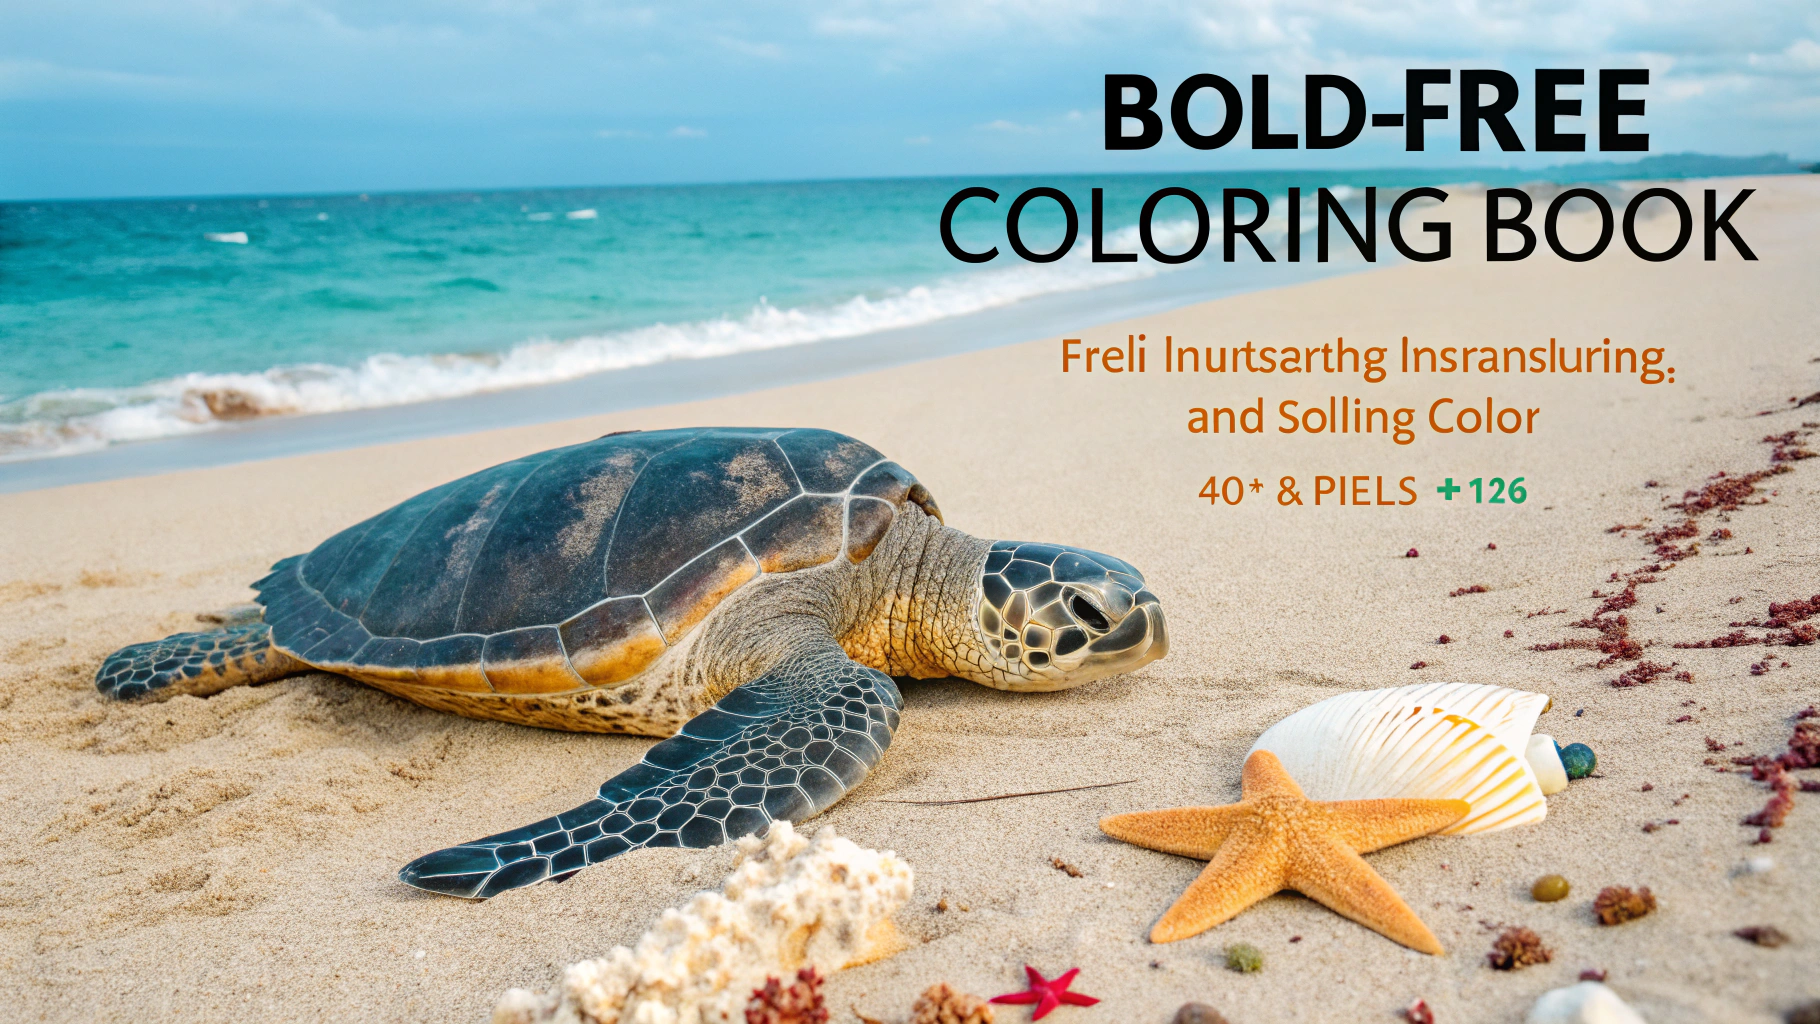 BOLD-FREE
COLORING BOOK
Freli Inurtsarthg Insransluring.
and Solling Color
40+ & PIELS +126